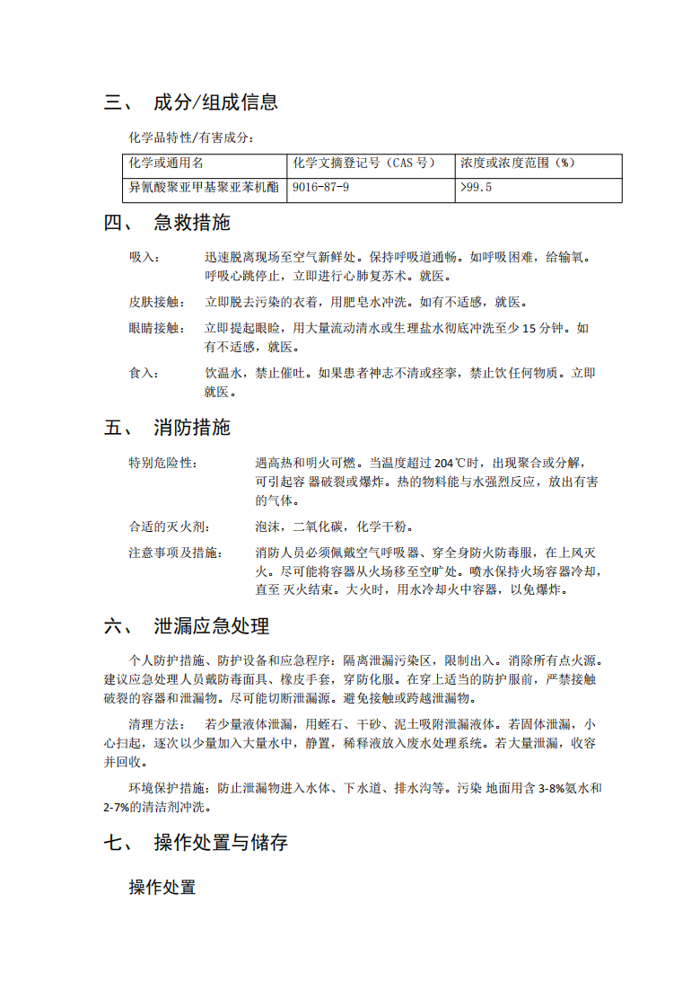 三、 成分/组成信息
化学品特性/有害成分：
化学或通用名 化学文摘登记号（CAS 号） 浓度或浓度范围（%）
异氰酸聚亚甲基聚亚苯机酯 9016-87-9 >99.5
四、 急救措施
吸入： 迅速脱离现场至空气新鲜处。保持呼吸道通畅。如呼吸困难，给输氧。
呼吸心跳停止，立即进行心肺复苏术。就医。
皮肤接触： 立即脱去污染的衣着，用肥皂水冲洗。如有不适感，就医。
眼睛接触： 立即提起眼睑，用大量流动清水或生理盐水彻底冲洗至少 15 分钟。如
有不适感，就医。
食入： 饮温水，禁止催吐。如果患者神志不清或痉挛，禁止饮任何物质。立即
就医。
五、 消防措施
特别危险性： 遇高热和明火可燃。当温度超过 204℃时，出现聚合或分解，
可引起容 器破裂或爆炸。热的物料能与水强烈反应，放出有害
的气体。
合适的灭火剂： 泡沫，二氧化碳，化学干粉。
注意事项及措施： 消防人员必须佩戴空气呼吸器、穿全身防火防毒服，在上风灭
火。尽可能将容器从火场移至空旷处。喷水保持火场容器冷却，
直至 灭火结束。大火时，用水冷却火中容器，以免爆炸。
六、 泄漏应急处理
个人防护措施、防护设备和应急程序：隔离泄漏污染区，限制出入。消除所有点火源。
建议应急处理人员戴防毒面具、橡皮手套，穿防化服。在穿上适当的防护服前，严禁接触
破裂的容器和泄漏物。尽可能切断泄漏源。避免接触或跨越泄漏物。
清理方法： 若少量液体泄漏，用蛭石、干砂、泥土吸附泄漏液体。若固体泄漏，小
心扫起，逐次以少量加入大量水中，静置，稀释液放入废水处理系统。若大量泄漏，收容
并回收。
环境保护措施：防止泄漏物进入水体、下水道、排水沟等。污染 地面用含 3-8%氨水和
2-7%的清洁剂冲洗。
七、 操作处置与储存
操作处置